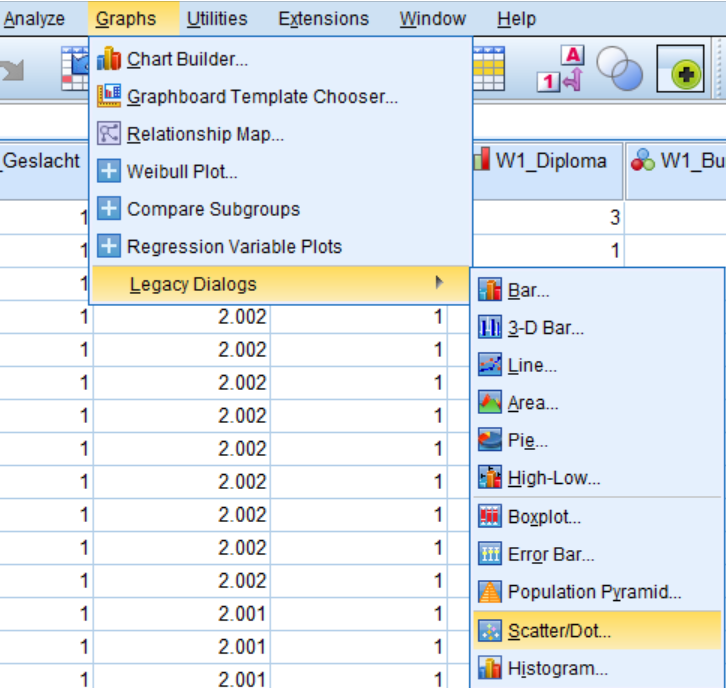 Analyze Graphs Utilities Extensions Window Help
Chart Builder...
Graphboard Template Chooser...
Relationship Map...
Weibull Plot...
Compare Subgroups
Regression Variable Plots
Legacy Dialogs
A
1
_Geslacht W1_Diploma W1_Bu
1 3
1 1
1
1 2.002 1
1 2.002 1
1 2.002 1
1 2.002 1
1 2.002 1
1 2.002 1
1 2.002 1
1 2.002 1
1 2.002 1
1 2.001 1
1 2.001 1
1 2.001 1
Bar...
3-D Bar...
Line...
Area...
Pie...
High-Low...
Boxplot...
Error Bar...
Population Pyramid...
Scatter/Dot...
Histogram...